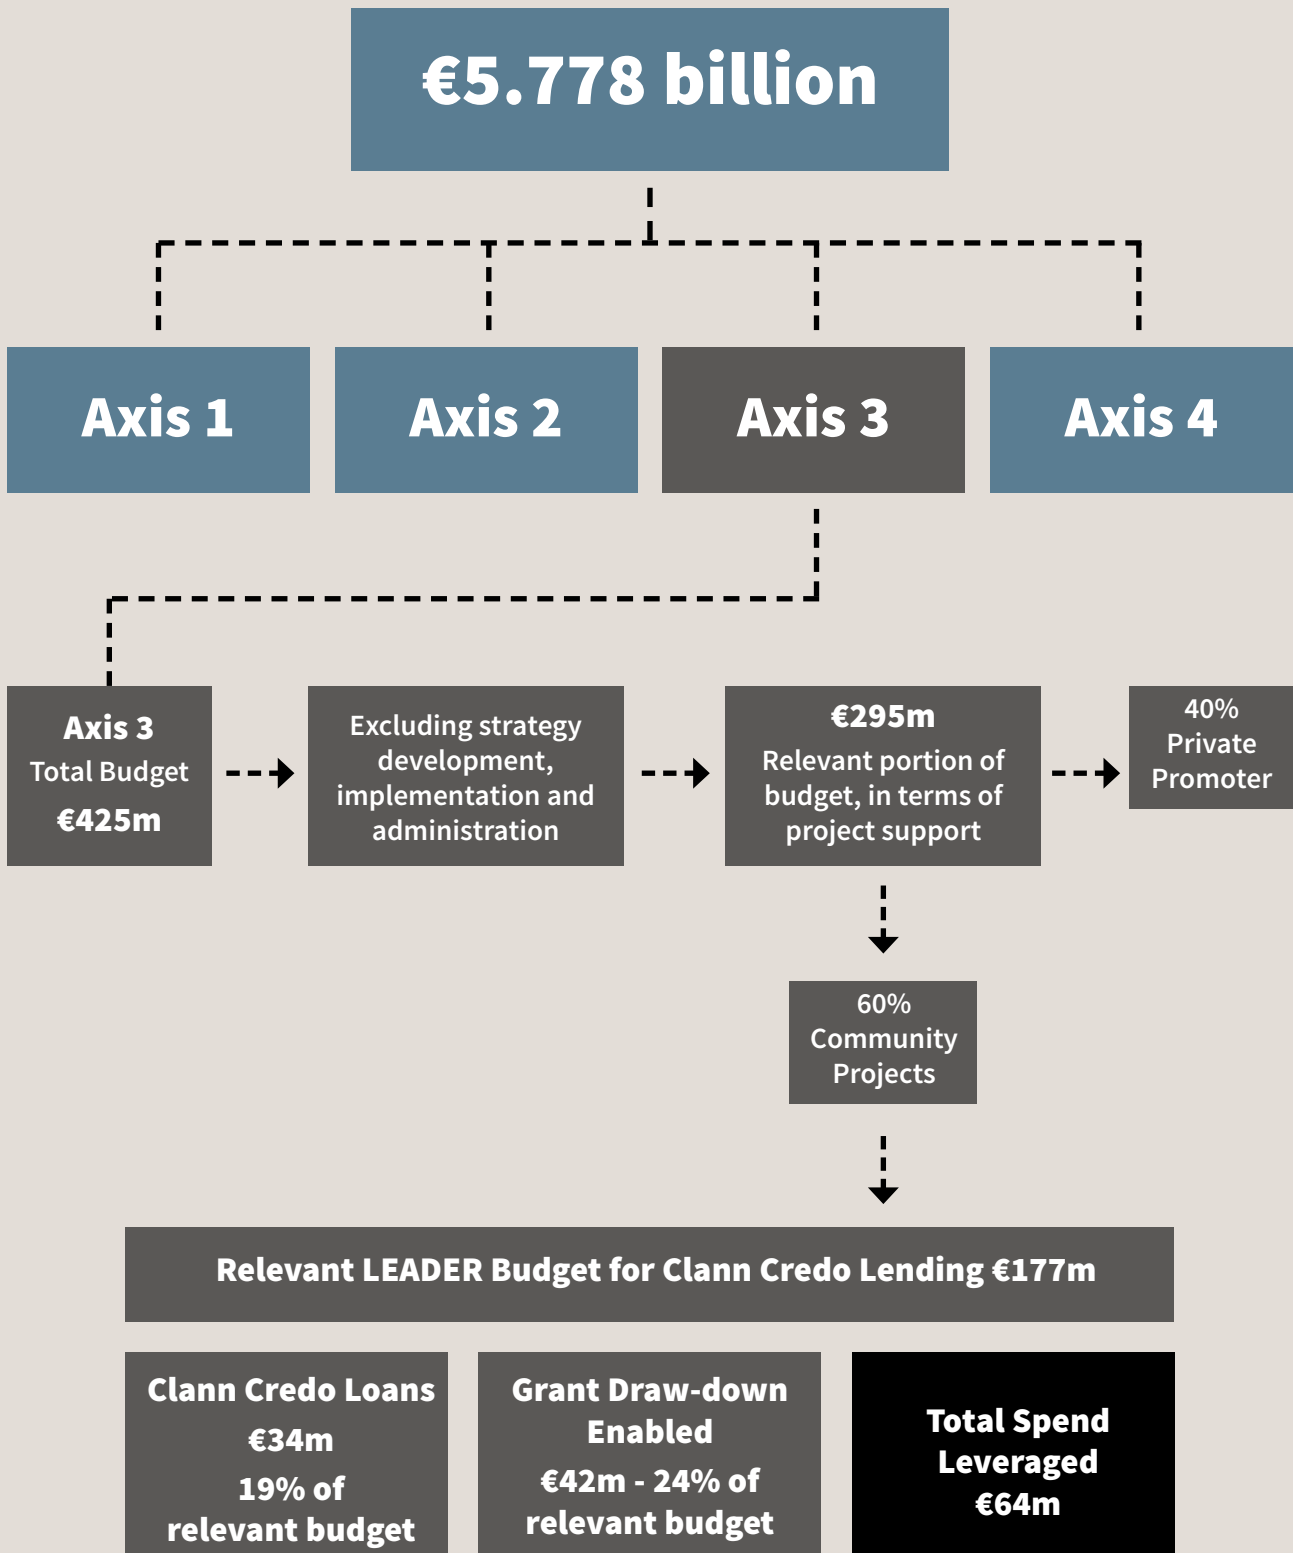 €5.778 billion
Axis 1
Axis 2
Axis 3
Axis 4
Axis 3
Total Budget
€425m
Excluding strategy
development,
implementation and
administration
€295m
Relevant portion of
budget, in terms of
project support
40%
Private
Promoter
60%
Community
Projects
Relevant LEADER Budget for Clann Credo Lending €177m
Clann Credo Loans
€34m
19% of
relevant budget
Grant Draw-down
Enabled
€42m - 24% of
relevant budget
Total Spend
Leveraged
€64m